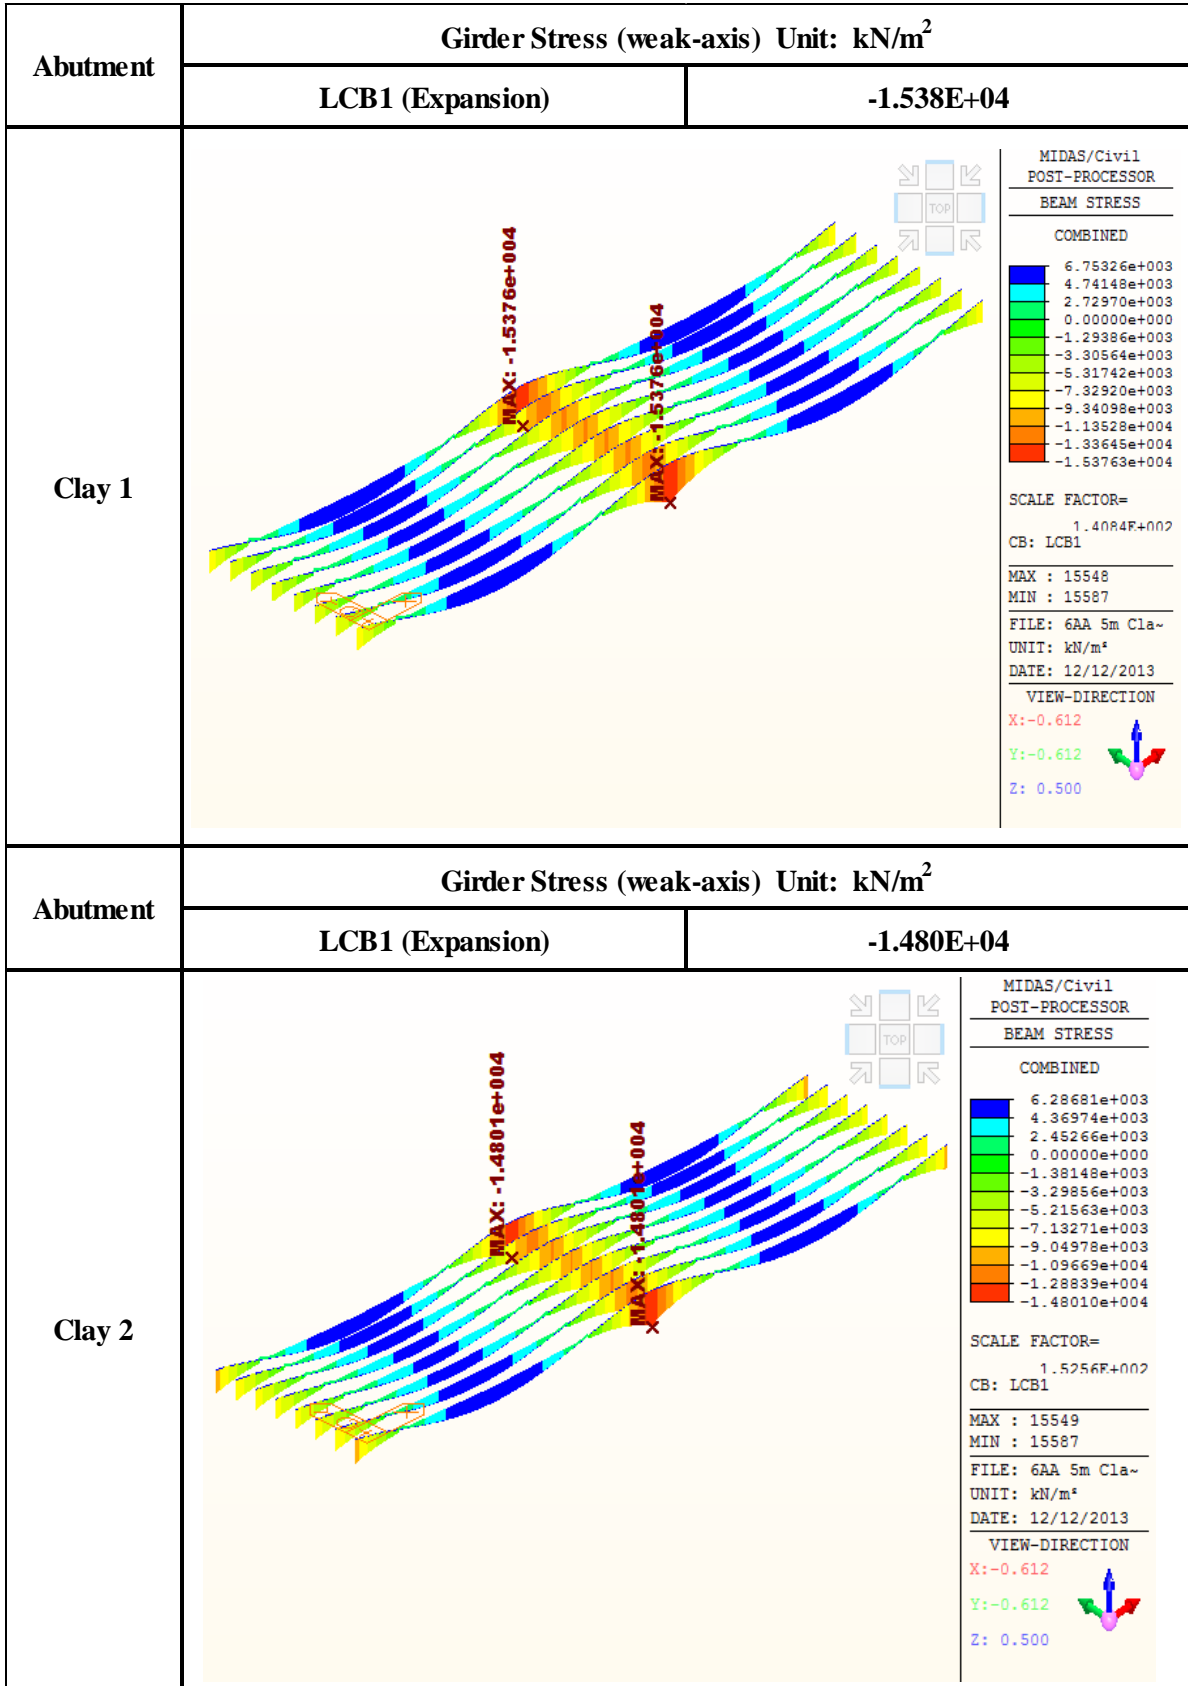 Abutment
Girder Stress (weak-axis) Unit: kN/m²
LCB1 (Expansion)
-1.538E+04
Clay 1
TOP
MAX: -1.5376e+004
MAX: -1.5376e+004
MIDAS/Civil
POST-PROCESSOR
BEAM STRESS
COMBINED
6.75326e+003
4.74148e+003
2.72970e+003
0.00000e+000
-1.29386e+003
-3.30564e+003
-5.31742e+003
-7.32920e+003
-9.34098e+003
-1.13528e+004
-1.33645e+004
-1.53763e+004
SCALE FACTOR=
1.4084E+002
CB: LCB1
MAX : 15548
MIN : 15587
FILE: 6AA 5m Cla~
UNIT: kN/m²
DATE: 12/12/2013
VIEW-DIRECTION
X:-0.612
Y:-0.612
Z: 0.500
Abutment
Girder Stress (weak-axis) Unit: kN/m²
LCB1 (Expansion)
-1.480E+04
Clay 2
TOP
MAX: -1.4801e+004
MAX: -1.4801e+004
MIDAS/Civil
POST-PROCESSOR
BEAM STRESS
COMBINED
6.28681e+003
4.36974e+003
2.45266e+003
0.00000e+000
-1.38148e+003
-3.29856e+003
-5.21563e+003
-7.13271e+003
-9.04978e+003
-1.09669e+004
-1.28839e+004
-1.48010e+004
SCALE FACTOR=
1.5256E+002
CB: LCB1
MAX : 15549
MIN : 15587
FILE: 6AA 5m Cla~
UNIT: kN/m²
DATE: 12/12/2013
VIEW-DIRECTION
X:-0.612
Y:-0.612
Z: 0.500